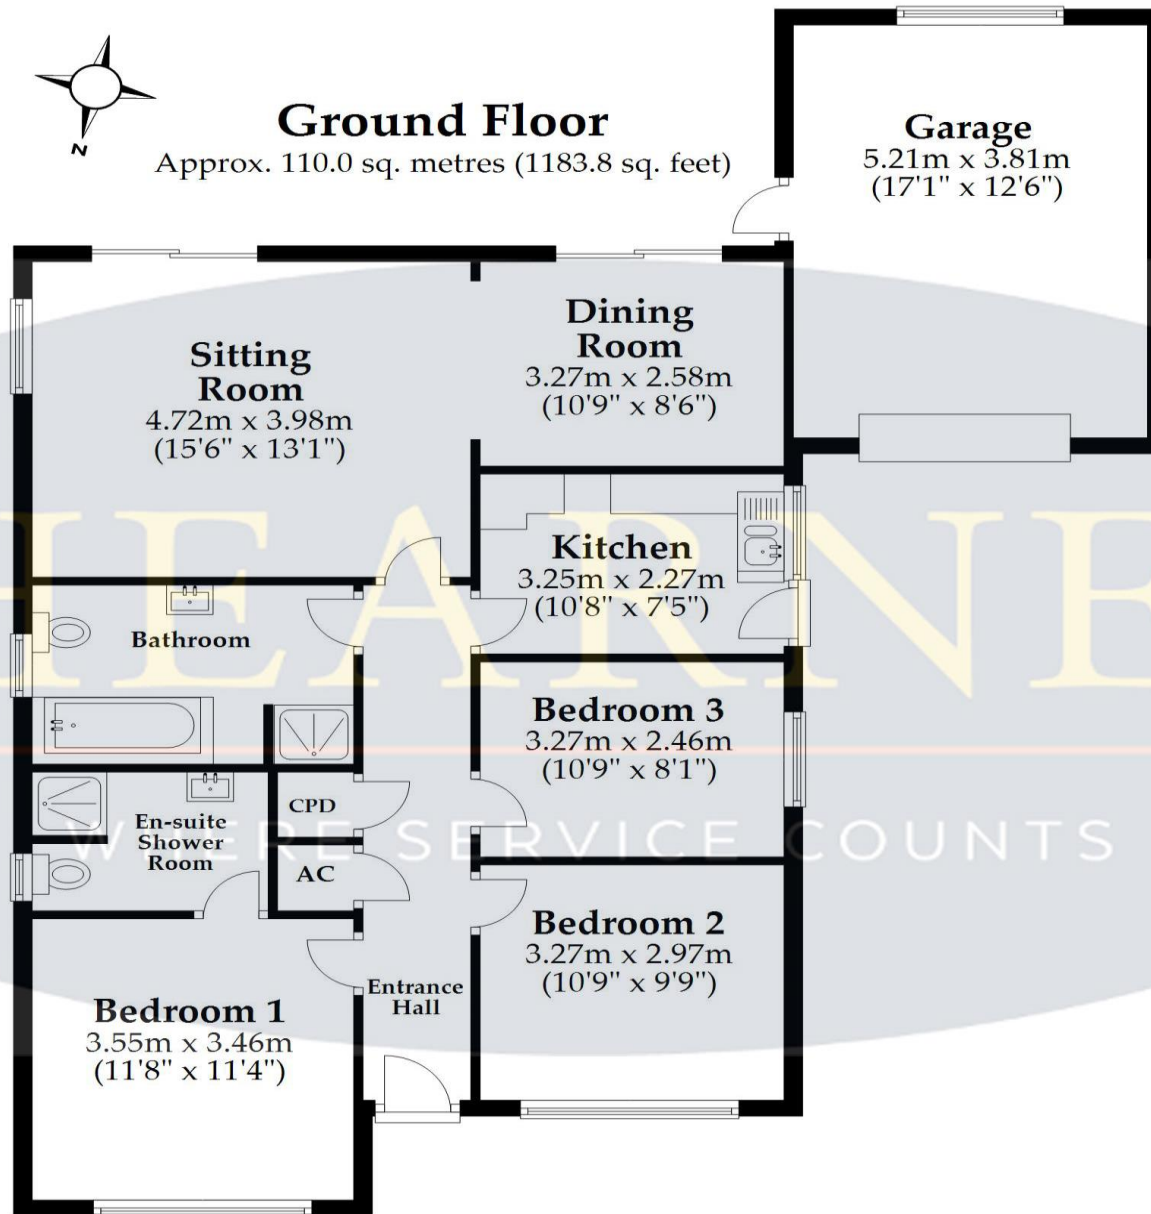 Ground Floor
Approx. 110.0 sq. metres (1183.8 sq. feet)
N
Garage
5.21m x 3.81m
(17'1" x 12'6")
Dining
Room
3.27m x 2.58m
(10'9" x 8'6")
Sitting
Room
4.72m x 3.98m
(15'6" x 13'1")
HEARNE
Kitchen
3.25m x 2.27m
(10'8" x 7'5")
Bathroom
Bedroom 3
3.27m x 2.46m
(10'9" x 8'1")
CPD
En-suite
Shower
Room
WHERE SERVICE COUNTS
AC
Bedroom 2
3.27m x 2.97m
(10'9" x 9'9")
Entrance
Hall
Bedroom 1
3.55m x 3.46m
(11'8" x 11'4")